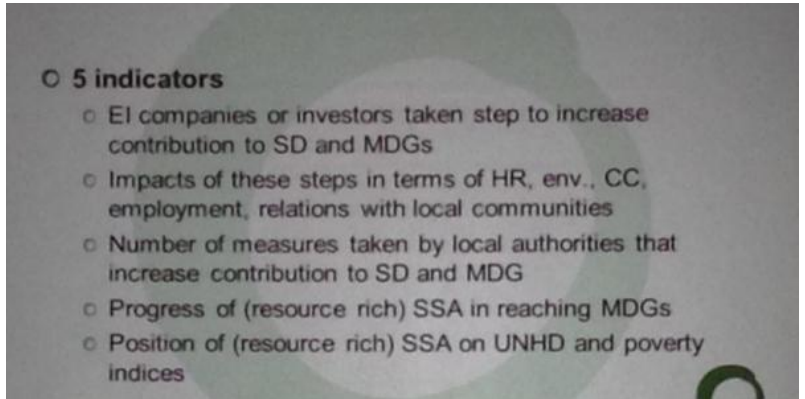 5 indicators
EI companies or investors taken step to increase
contribution to SD and MDGs
Impacts of these steps in terms of HR, env., CC,
employment, relations with local communities
Number of measures taken by local authorities that
increase contribution to SD and MDG
Progress of (resource rich) SSA in reaching MDGs
Position of (resource rich) SSA on UNHD and poverty
indices